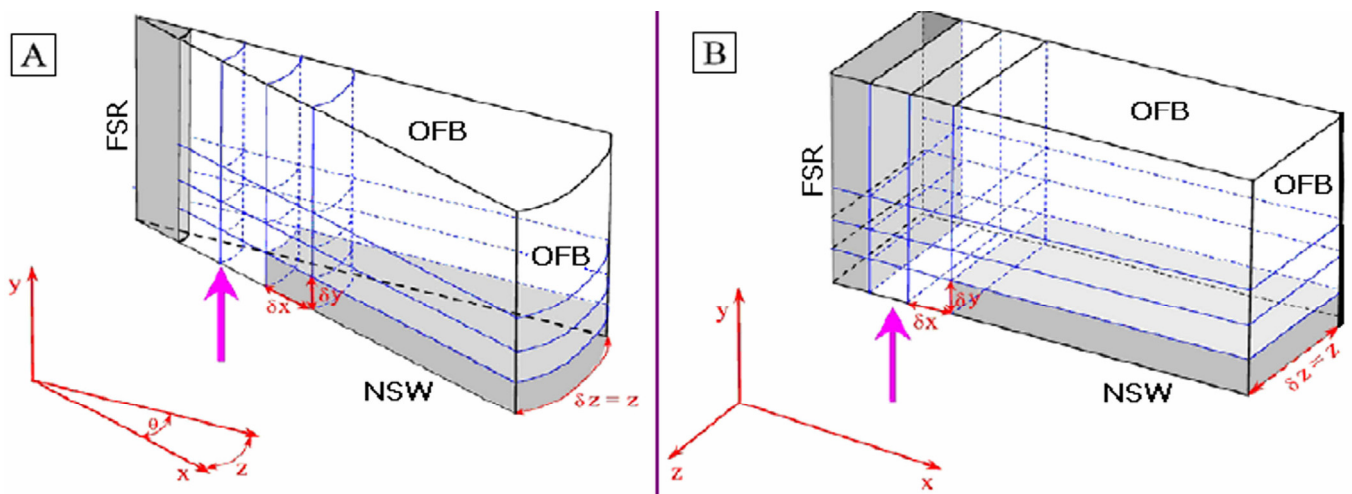 A
FSR
OFB
OFB
δx
δy
NSW
δz = z
y
θ
x
z
B
FSR
OFB
OFB
δx
δy
NSW
δz = z
y
z
x